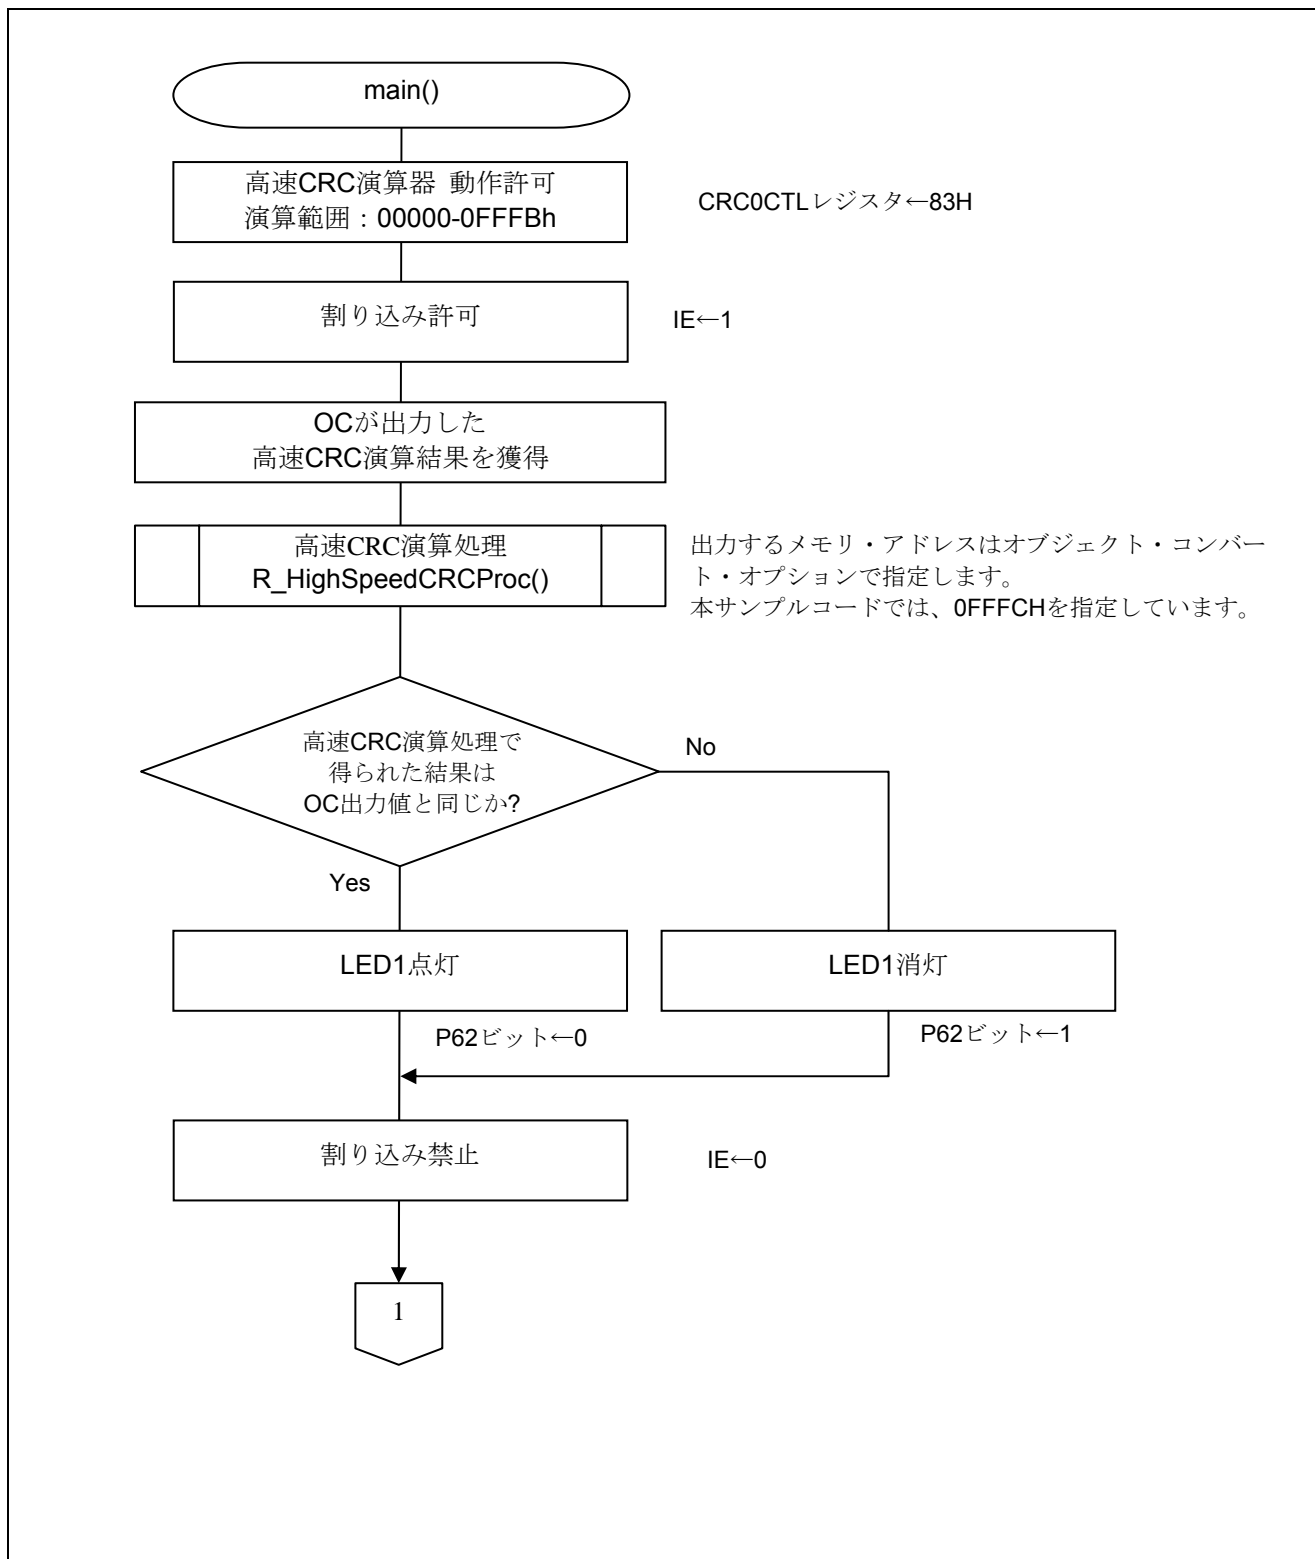 main()
高速CRC演算器 動作許可
演算範囲：00000-0FFFBh
CRC0CTLレジスタ←83H
割り込み許可
IE←1
OCが出力した
高速CRC演算結果を獲得
高速CRC演算処理
R_HighSpeedCRCProc()
出力するメモリ・アドレスはオブジェクト・コンバー
ト・オプションで指定します。
本サンプルコードでは、0FFFCHを指定しています。
高速CRC演算処理で
得られた結果は
OC出力値と同じか?
No
Yes
LED1点灯
LED1消灯
P62ビット←0
P62ビット←1
割り込み禁止
IE←0
1